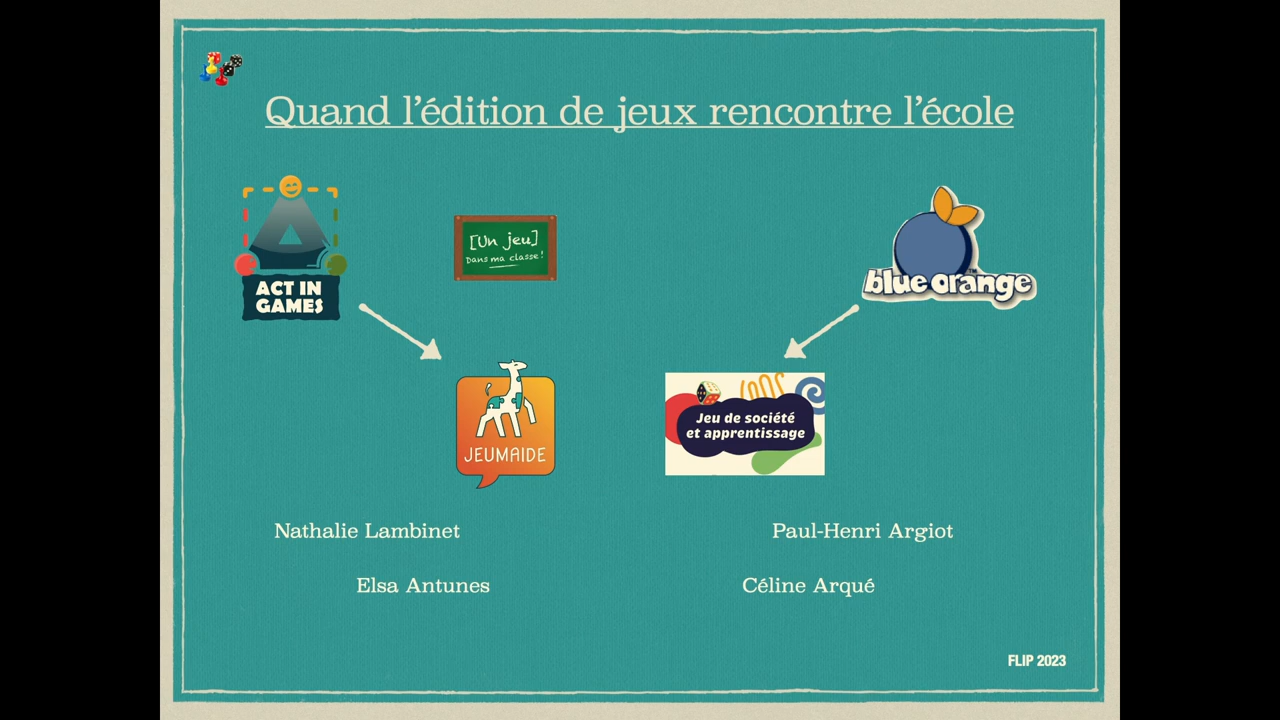 Quand l'édition de jeux rencontre l'école
ACT IN
GAMES
[Un jeu]
Dans ma classe!
blue orange™
JEUMAIDE
Jeu de société
et apprentissage
Nathalie Lambinet
Paul-Henri Argiot
Elsa Antunes
Céline Arqué
FLIP 2023